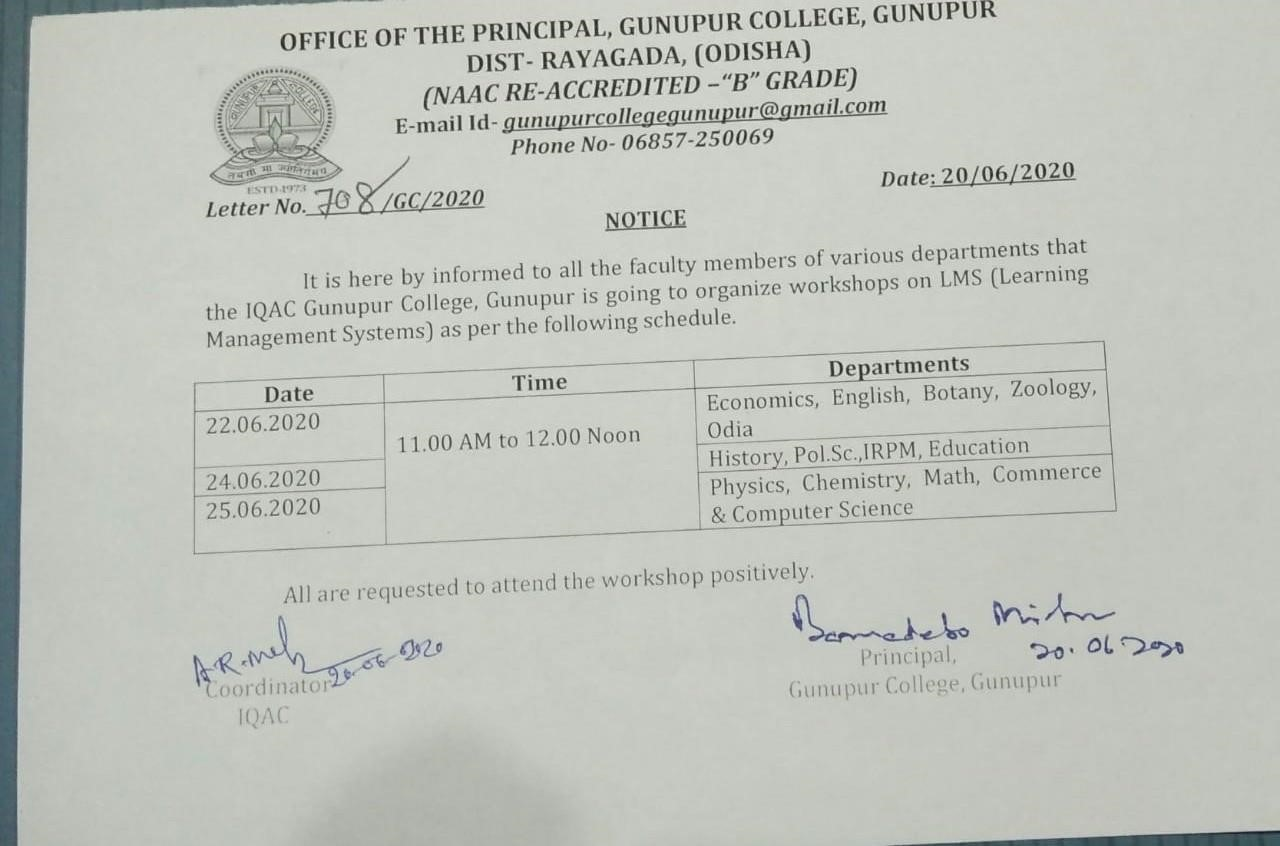 OFFICE OF THE PRINCIPAL, GUNUPUR COLLEGE, GUNUPUR
DIST- RAYAGADA, (ODISHA)
(NAAC RE-ACCREDITED –“B” GRADE)
E-mail Id- gunupurcollegegunupur@gmail.com
Phone No- 06857-250069
GUNUPUR COLLEGE
तमसो मा ज्योतिर्गमय
ESTD-1973
Letter No. 708/GC/2020
Date: 20/06/2020
NOTICE
It is here by informed to all the faculty members of various departments that
the IQAC Gunupur College, Gunupur is going to organize workshops on LMS (Learning
Management Systems) as per the following schedule.
Date Time Departments
22.06.2020 11.00 AM to 12.00 Noon Economics, English, Botany, Zoology,
Odia
24.06.2020 History, Pol.Sc.,IRPM, Education
25.06.2020 Physics, Chemistry, Math, Commerce
& Computer Science
All are requested to attend the workshop positively.
A.R. 20-06-2020
Coordinator
IQAC
20.06.2020
Principal,
Gunupur College, Gunupur